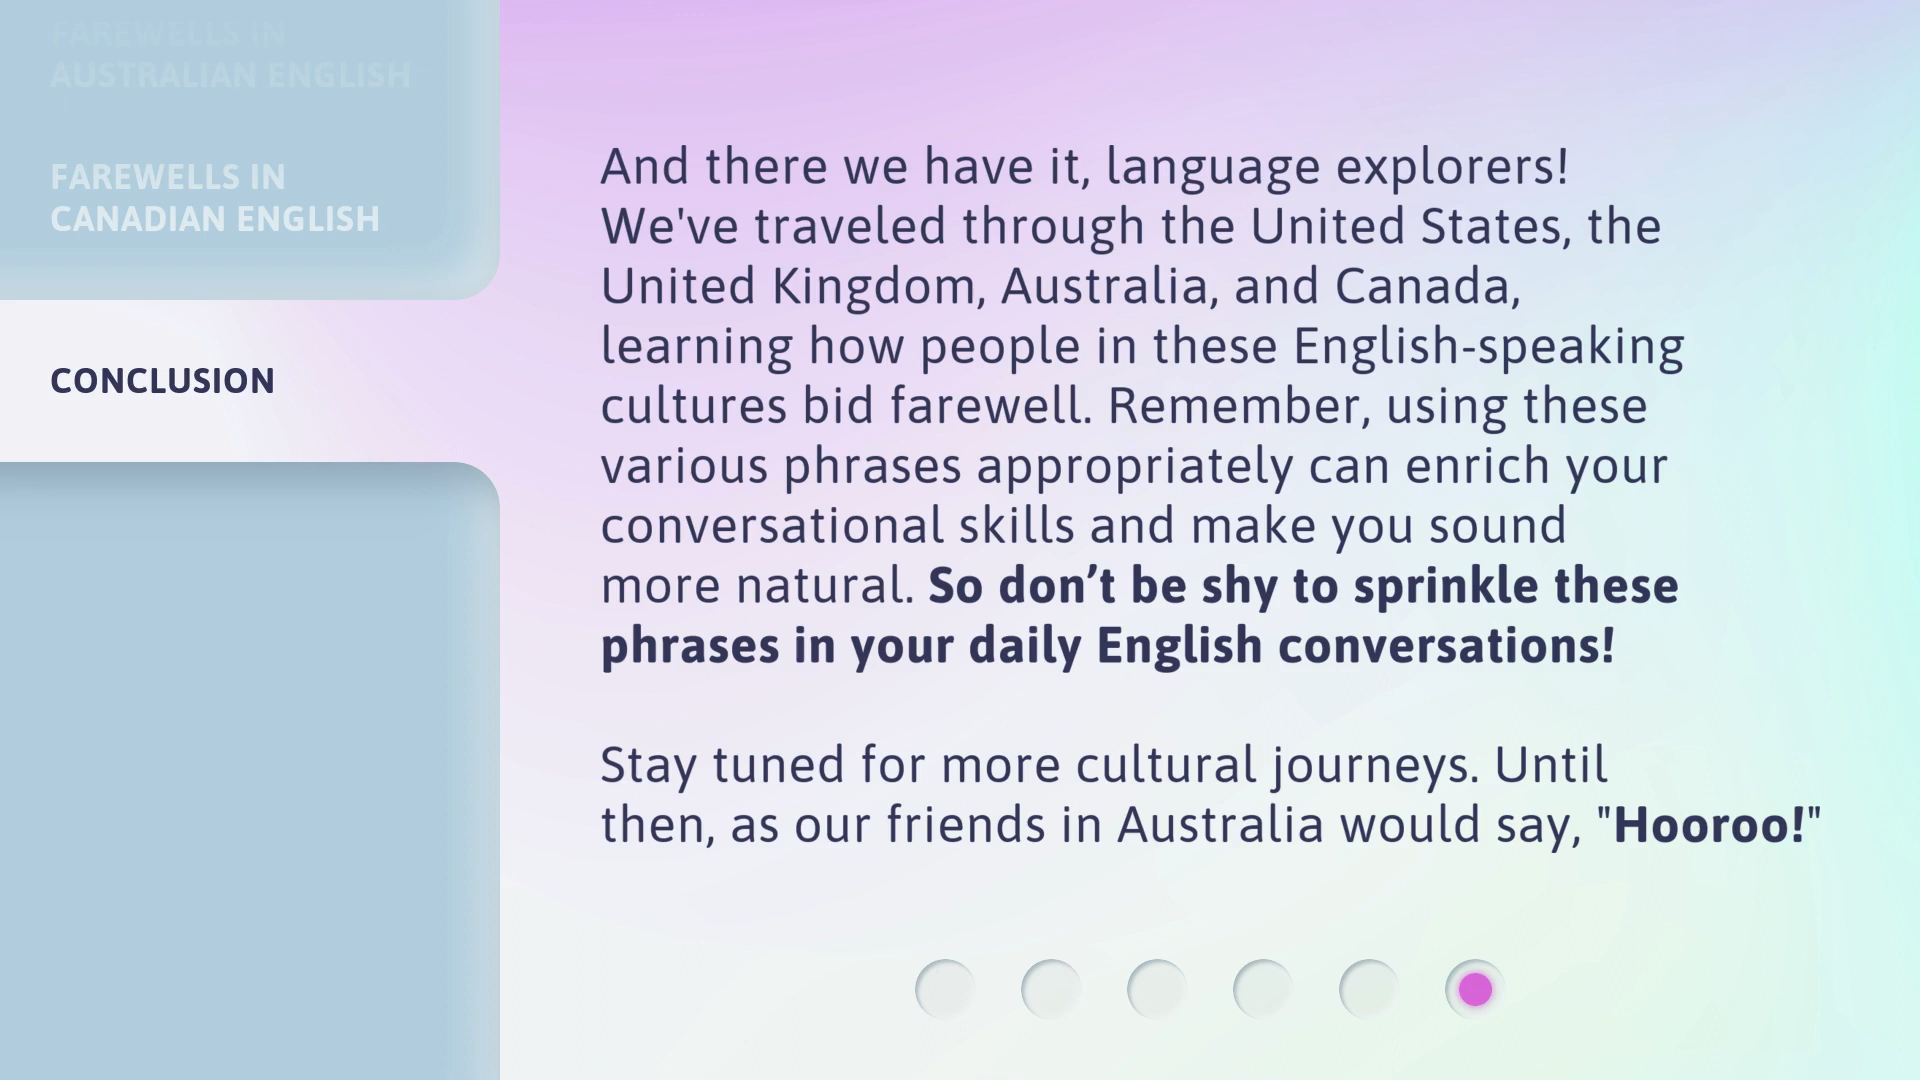 FAREWELLS IN
AUSTRALIAN ENGLISH
FAREWELLS IN
CANADIAN ENGLISH
CONCLUSION
And there we have it, language explorers!
We've traveled through the United States, the
United Kingdom, Australia, and Canada,
learning how people in these English-speaking
cultures bid farewell. Remember, using these
various phrases appropriately can enrich your
conversational skills and make you sound
more natural. So don’t be shy to sprinkle these
phrases in your daily English conversations!
Stay tuned for more cultural journeys. Until
then, as our friends in Australia would say, "Hooroo!"